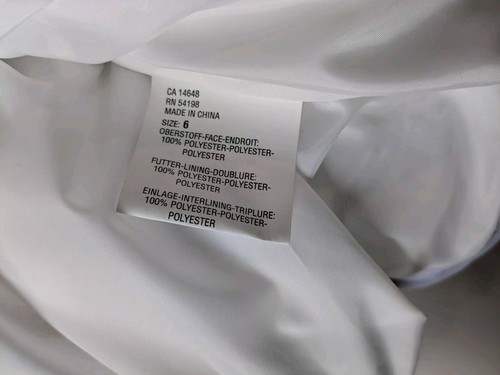 CA 14648
RN 54198
MADE IN CHINA
SIZE: 6
OBERSTOFF-FACE-ENDROIT:
100% POLYESTER-POLYESTER-
POLYESTER
FUTTER-LINING-DOUBLURE:
100% POLYESTER-POLYESTER-
POLYESTER
EINLAGE-INTERLINING-TRIPLURE:
100% POLYESTER-POLYESTER-
POLYESTER